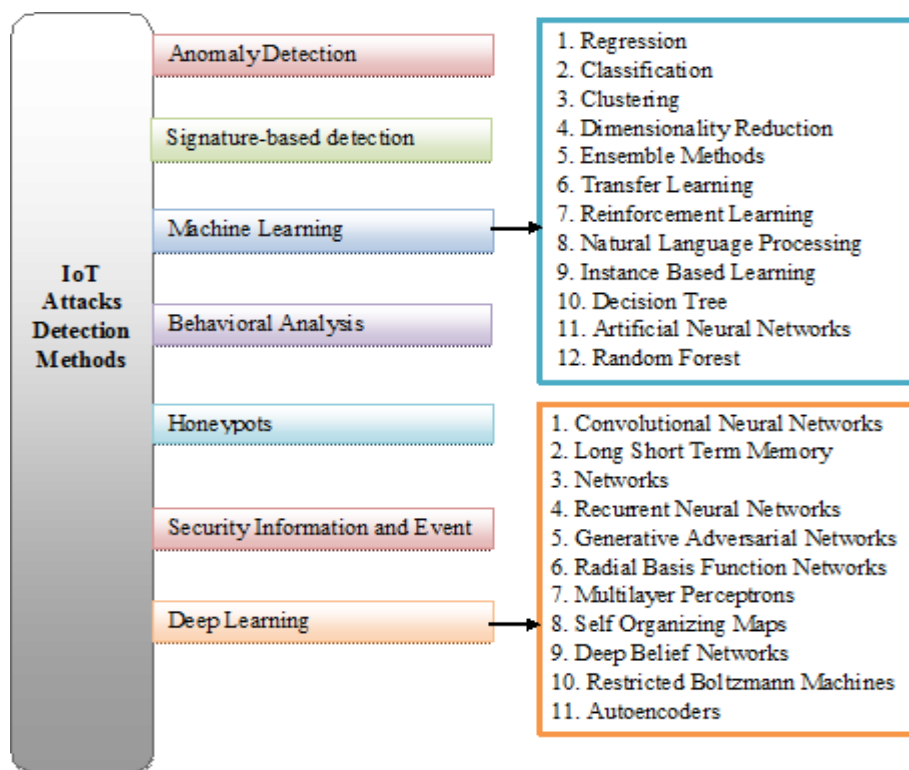 IoT
Attacks
Detection
Methods
Anomaly Detection
Signature-based detection
Machine Learning
Behavioral Analysis
Honeypots
Security Information and Event
Deep Learning
1. Regression
2. Classification
3. Clustering
4. Dimensionality Reduction
5. Ensemble Methods
6. Transfer Learning
7. Reinforcement Learning
8. Natural Language Processing
9. Instance Based Learning
10. Decision Tree
11. Artificial Neural Networks
12. Random Forest
1. Convolutional Neural Networks
2. Long Short Term Memory
3. Networks
4. Recurrent Neural Networks
5. Generative Adversarial Networks
6. Radial Basis Function Networks
7. Multilayer Perceptrons
8. Self Organizing Maps
9. Deep Belief Networks
10. Restricted Boltzmann Machines
11. Autoencoders